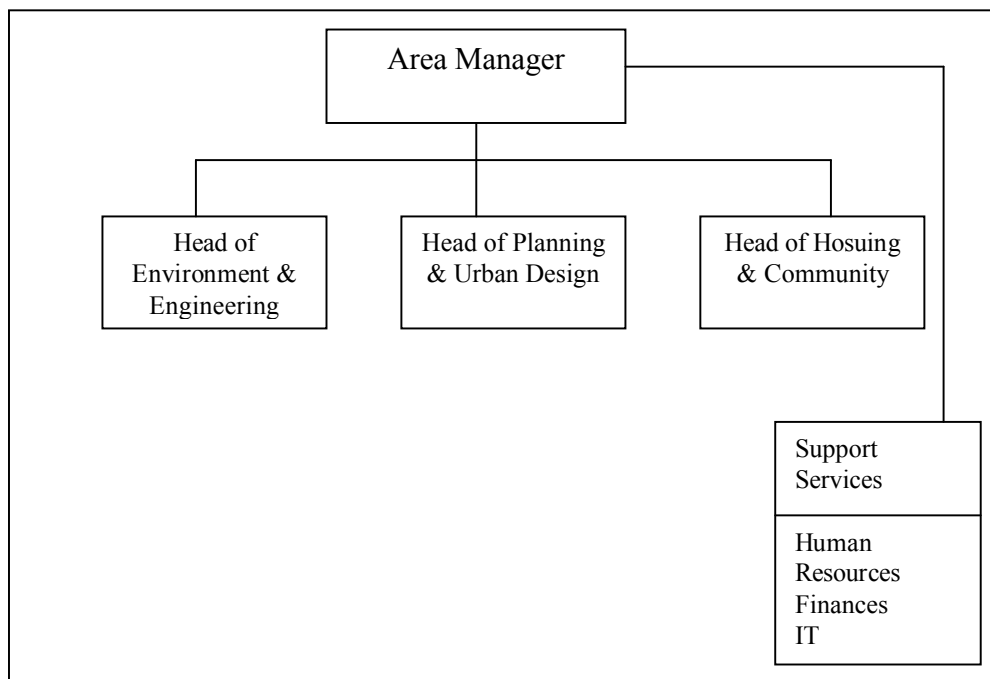 Area Manager
Head of
Environment &
Engineering
Head of Planning
& Urban Design
Head of Hosuing
& Community
Support
Services
Human
Resources
Finances
IT